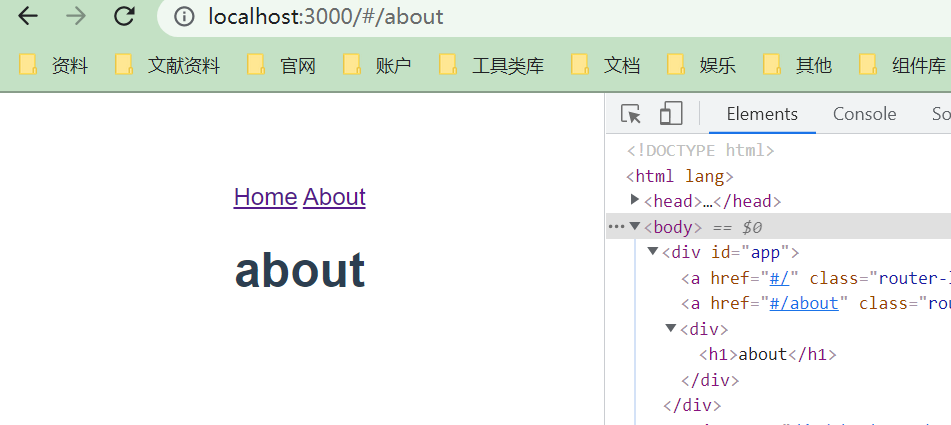 localhost:3000/#/about
资料 文献资料 官网 账户 工具类库 文档 娱乐 其他 组件库
Elements Console So
<!DOCTYPE html>
<html lang>
<head>…</head>
<body> == $0
<div id="app">
<a href="#/" class="router-l
<a href="#/about" class="rou
<div>
<h1>about</h1>
</div>
</div>
Home About
about